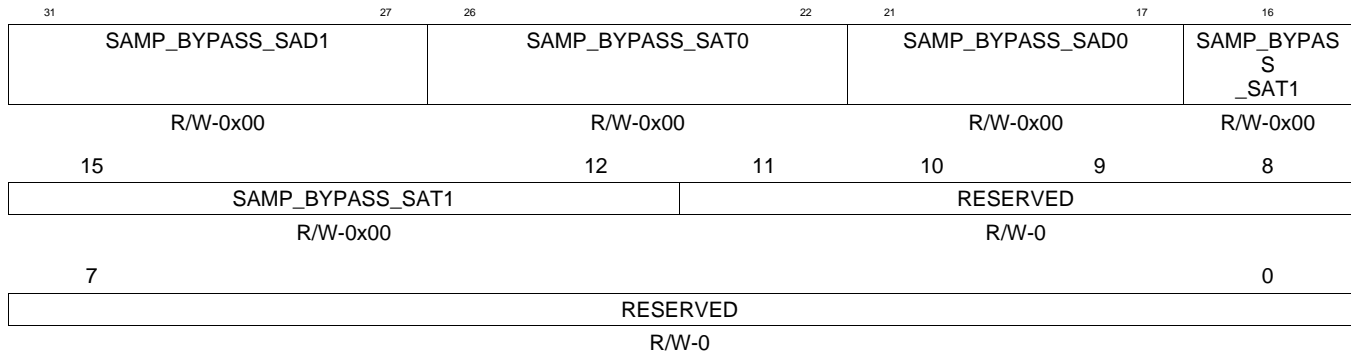 31 27 26 22 21 17 16
SAMP_BYPASS_SAD1 SAMP_BYPASS_SAT0 SAMP_BYPASS_SAD0 SAMP_BYPAS
S
_SAT1
R/W-0x00 R/W-0x00 R/W-0x00 R/W-0x00
15 12 11 10 9 8
SAMP_BYPASS_SAT1 RESERVED
R/W-0x00 R/W-0
7 0
RESERVED
R/W-0